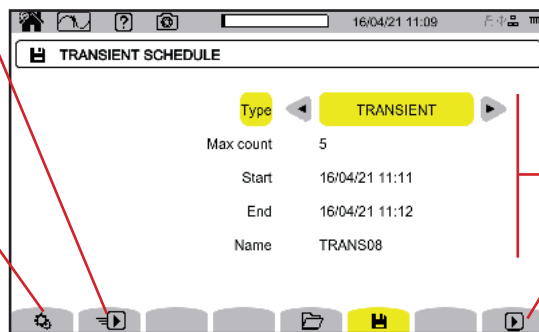 ?
16/04/21 11:09
TRANSIENT SCHEDULE
Type TRANSIENT
Max count 5
Start 16/04/21 11:11
End 16/04/21 11:12
Name TRANS08